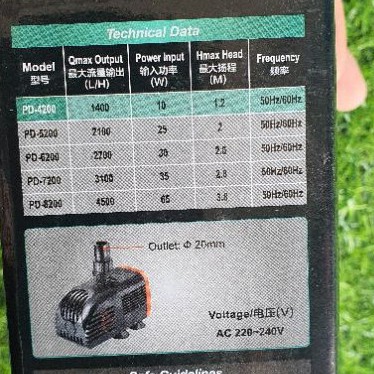 Technical Data
Model Qmax Output Power Input Hmax Head Frequency
型号 最大流量输出 输入功率 最大扬程 频率
(L/H) (W) (M)
PD-4200 1400 10 1.2 50Hz/60Hz
PD-5200 2100 25 2 50Hz/60Hz
PD-6200 2700 30 2.5 50Hz/60Hz
PD-7200 3100 35 2.8 50Hz/60Hz
PD-8200 4500 65 3.8 50Hz/60Hz
Outlet: Φ 20mm
Voltage/电压(V)
AC 220~240V
Safe Guidelines